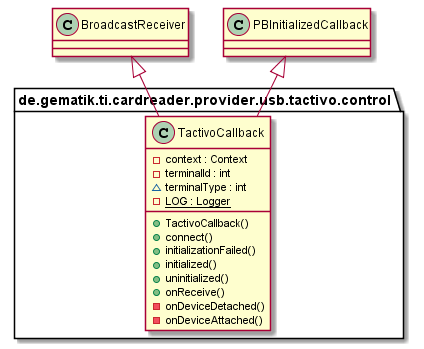 C BroadcastReceiver
C PBInitializedCallback
de.gematik.ti.cardreader.provider.usb.tactivo.control
C TactivoCallback
context : Context
terminalId : int
terminalType : int
LOG : Logger
TactivoCallback()
connect()
initializationFailed()
initialized()
uninitialized()
onReceive()
onDeviceDetached()
onDeviceAttached()